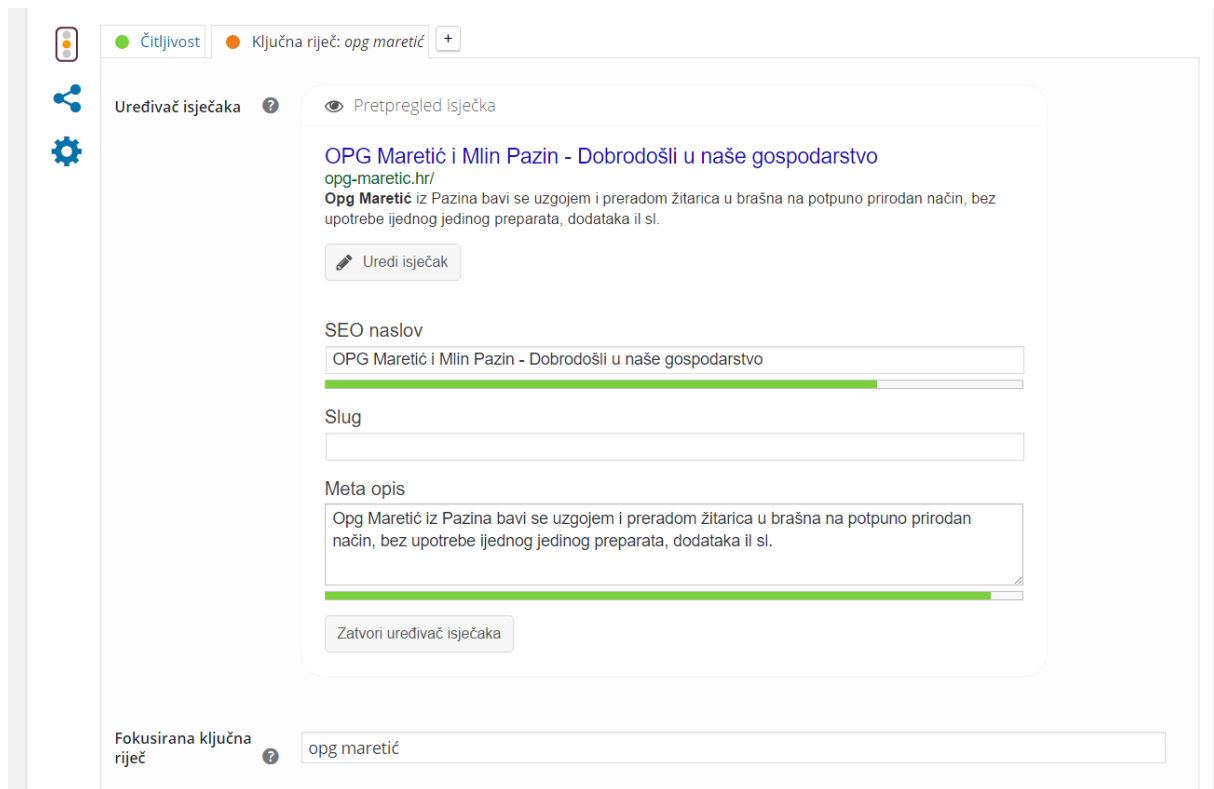 Čitljivost
Ključna riječ: opg maretić
+
Uređivač isječaka
?
Pretpregled isječka
OPG Maretić i Mlin Pazin - Dobrodošli u naše gospodarstvo
opg-maretic.hr/
Opg Maretić iz Pazina bavi se uzgojem i preradom žitarica u brašna na potpuno prirodan način, bez
upotrebe ijednog jedinog preparata, dodataka il sl.
Uredi isječak
SEO naslov
OPG Maretić i Mlin Pazin - Dobrodošli u naše gospodarstvo
Slug
Meta opis
Opg Maretić iz Pazina bavi se uzgojem i preradom žitarica u brašna na potpuno prirodan
način, bez upotrebe ijednog jedinog preparata, dodataka il sl.
Zatvori uređivač isječaka
Fokusirana ključna
riječ
?
opg maretić